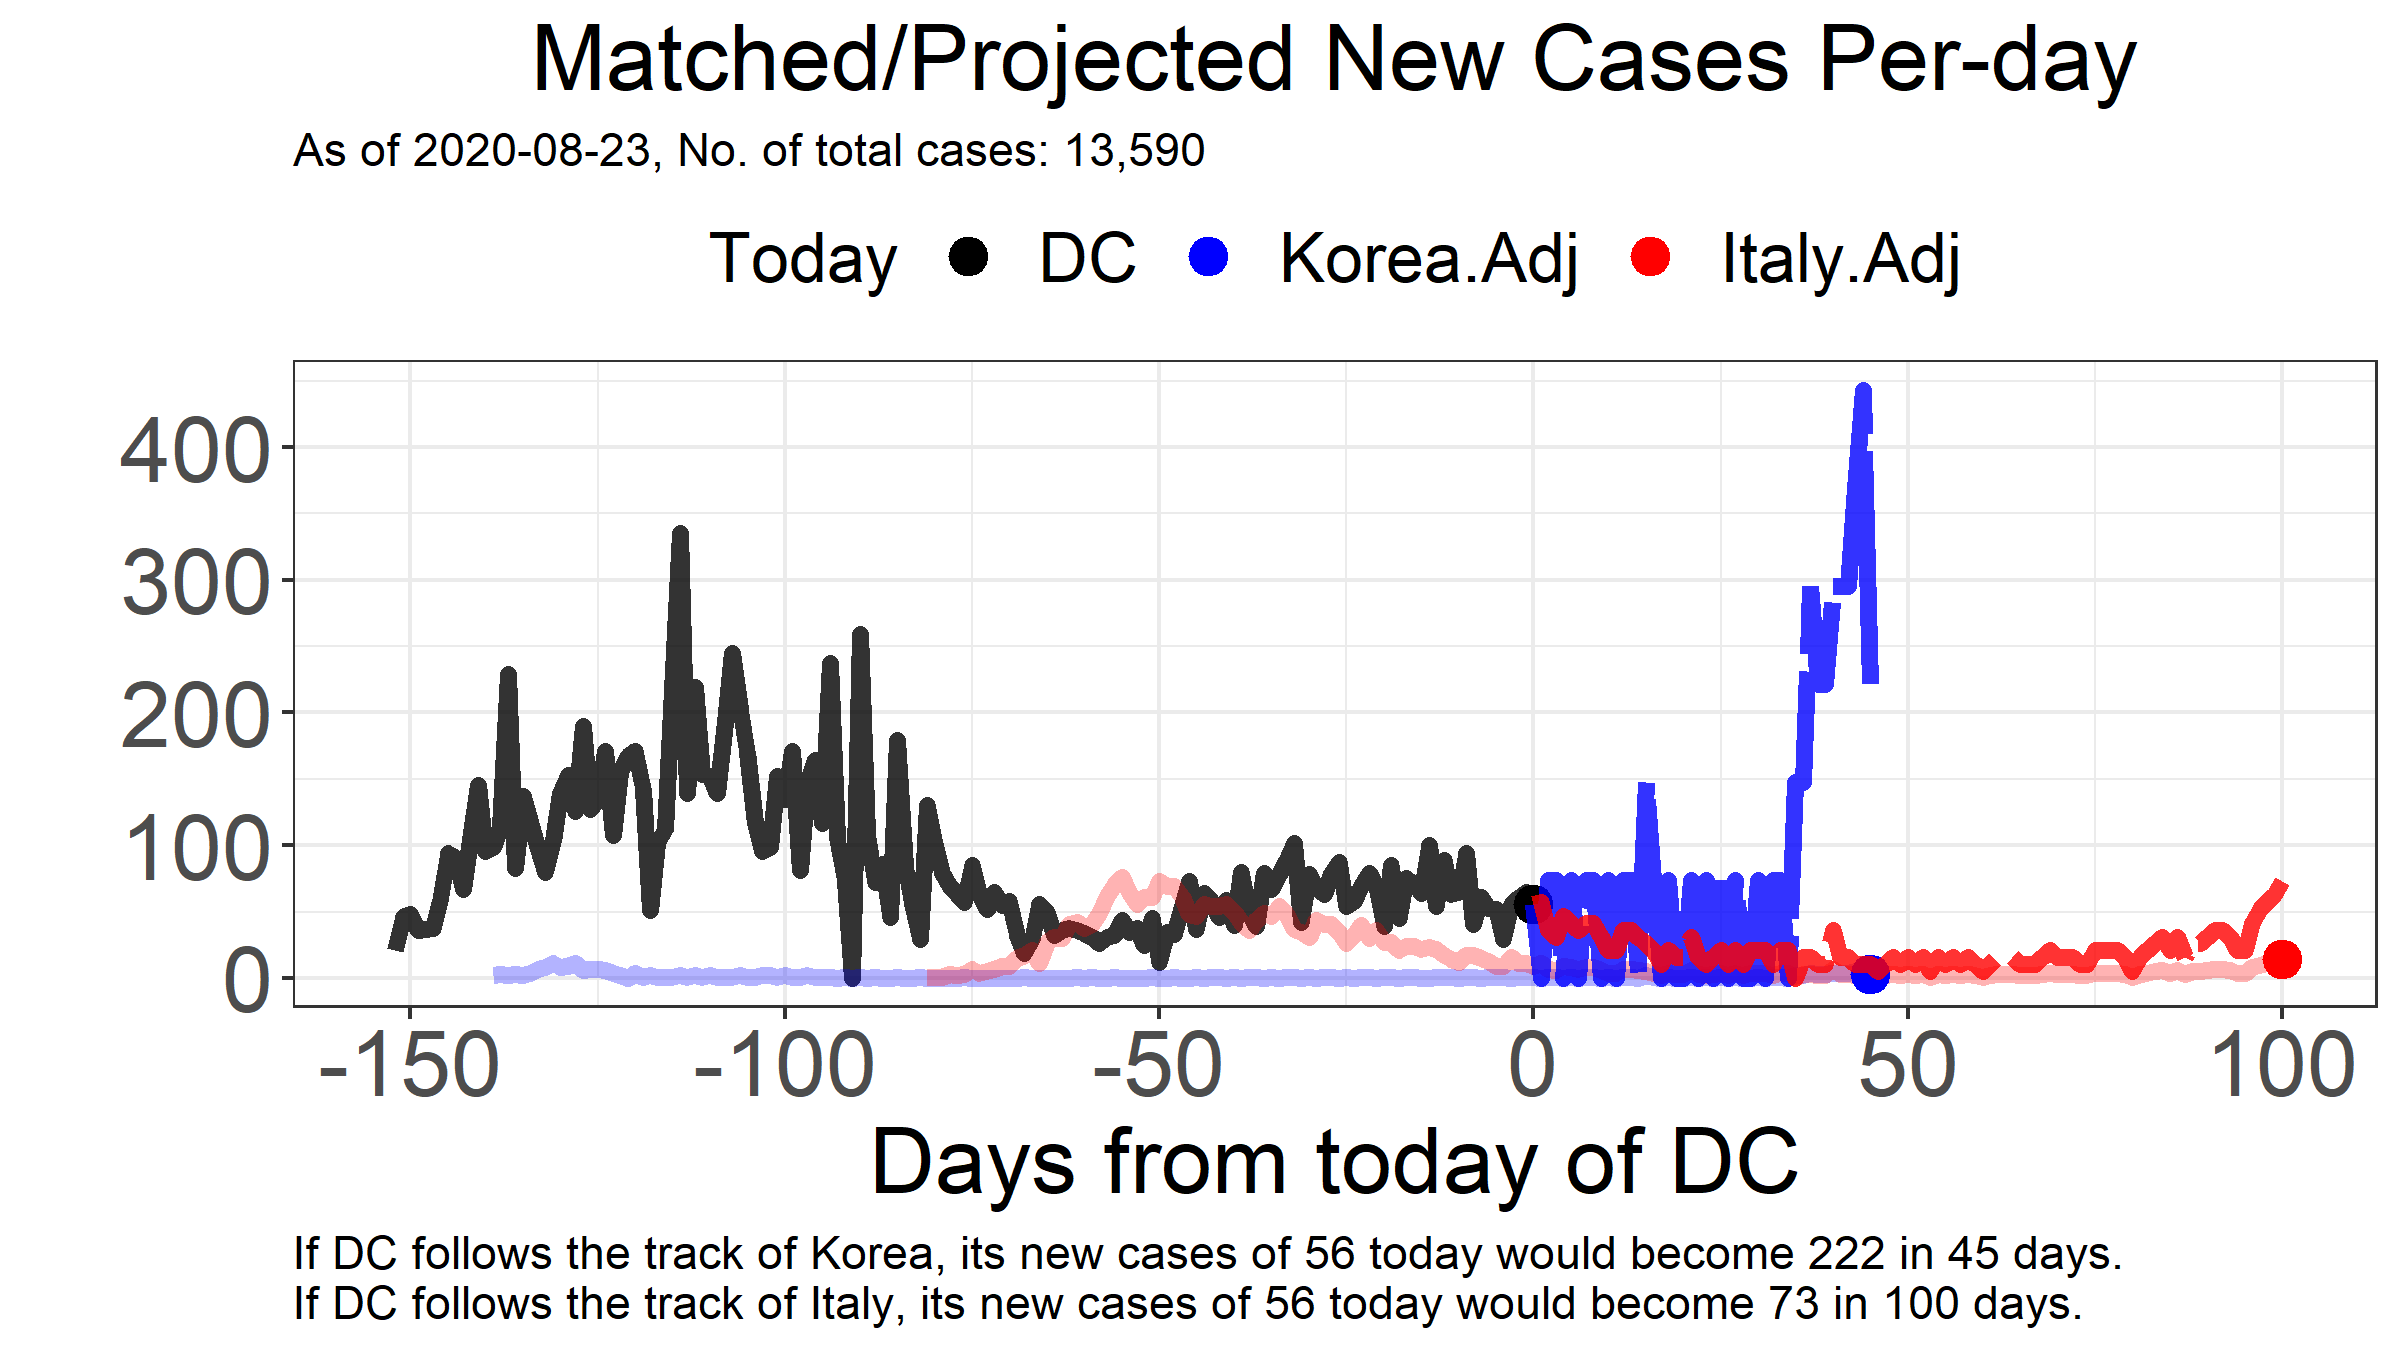 Matched/Projected New Cases Per-day
As of 2020-08-23, No. of total cases: 13,590
Today DC Korea.Adj Italy.Adj
400
300
200
100
0
-150 -100 -50 0 50 100
Days from today of DC
If DC follows the track of Korea, its new cases of 56 today would become 222 in 45 days.
If DC follows the track of Italy, its new cases of 56 today would become 73 in 100 days.